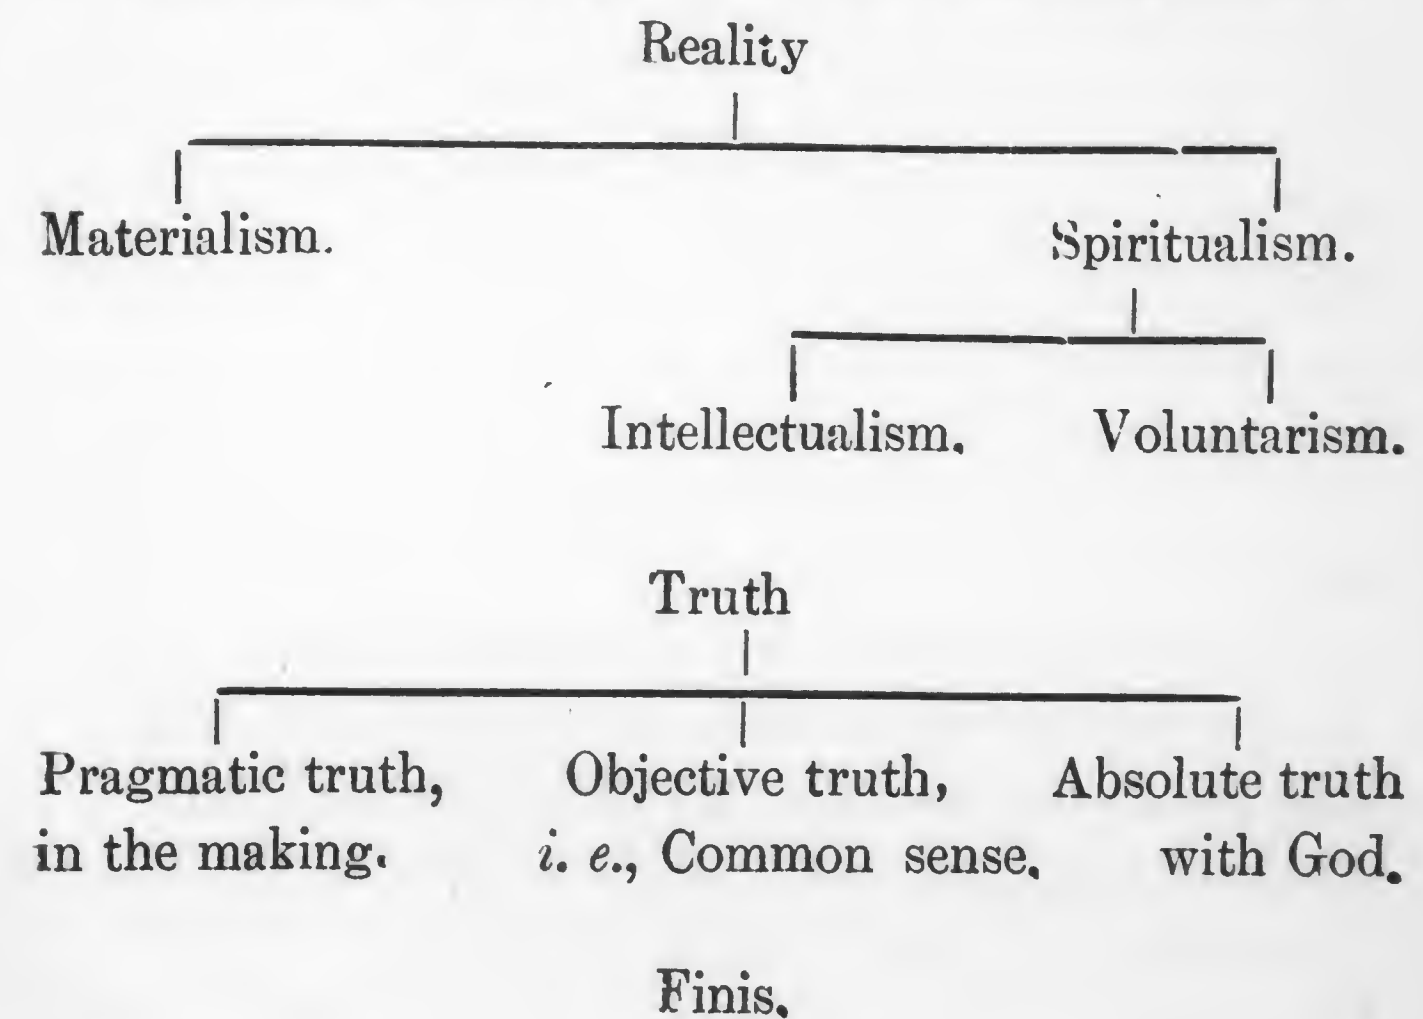 Reality
Materialism. Spiritualism.
Intellectualism. Voluntarism.
Truth
Pragmatic truth, Objective truth, Absolute truth
in the making. i. e., Common sense. with God.
Finis.